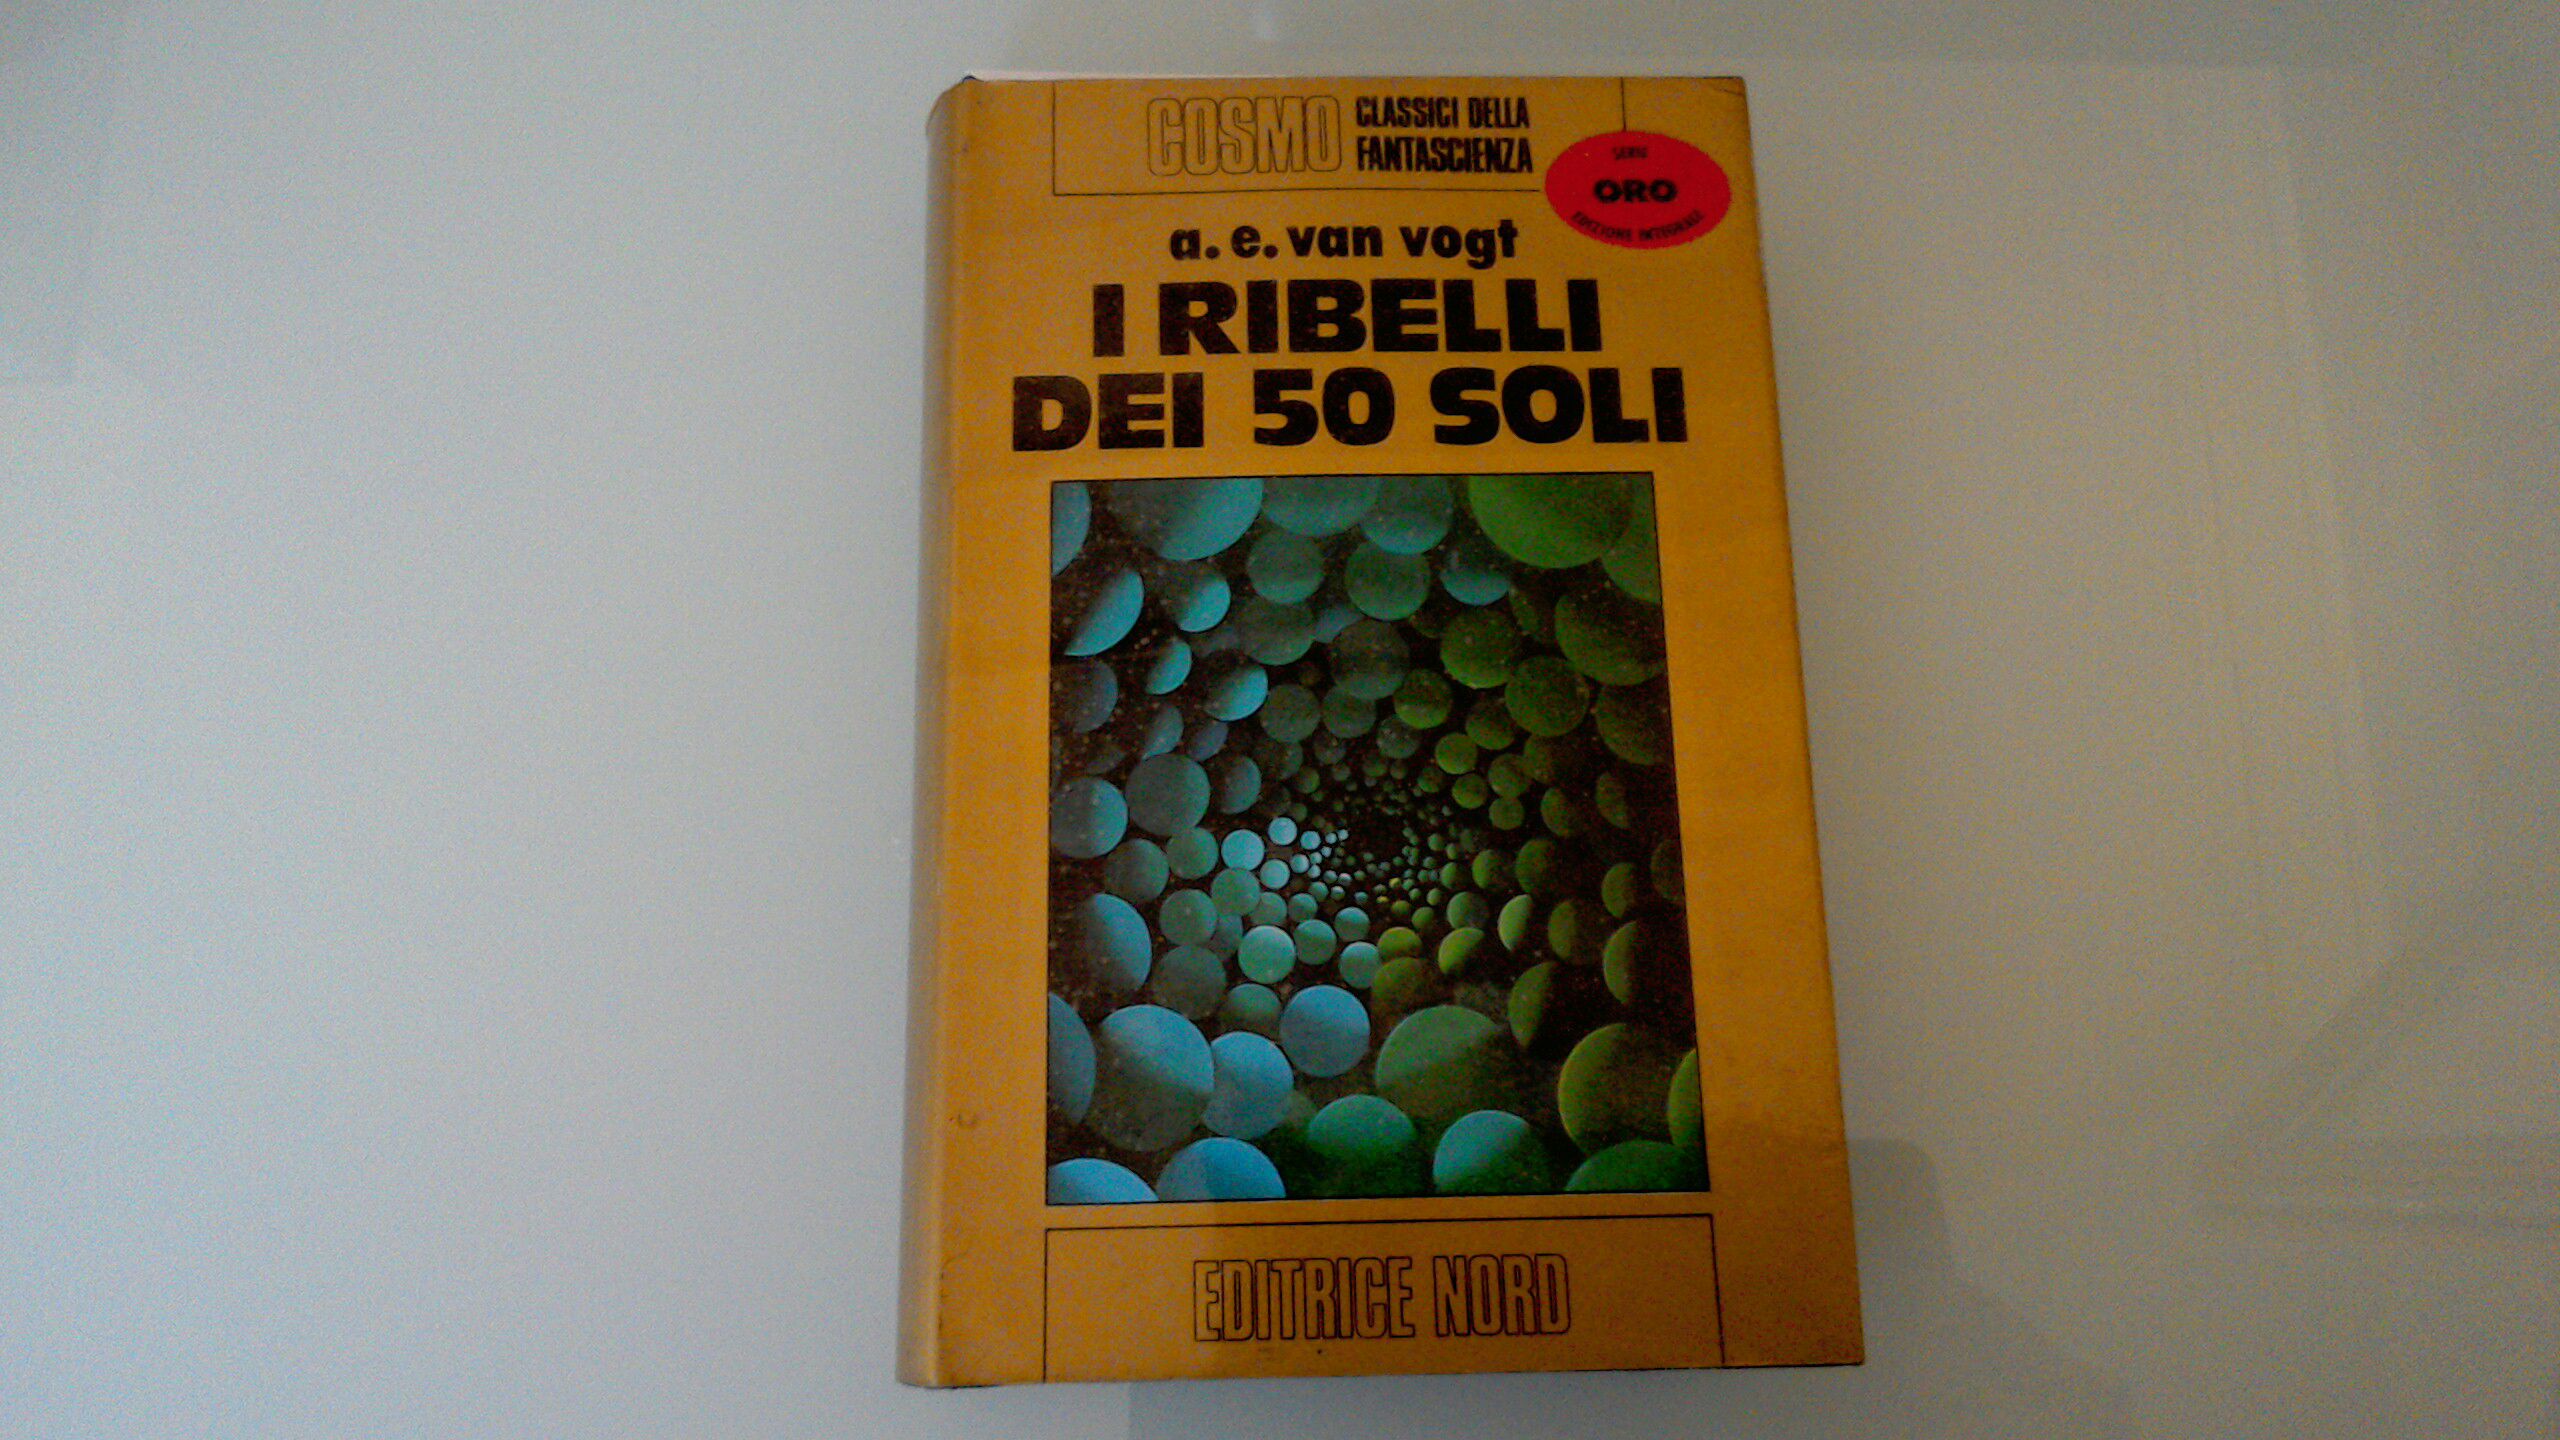 COSMO CLASSICI DELLA
FANTASCIENZA
SERIE
ORO
EDIZIONE INTEGRALE
a. e. van vogt
I RIBELLI
DEI 50 SOLI
EDITRICE NORD